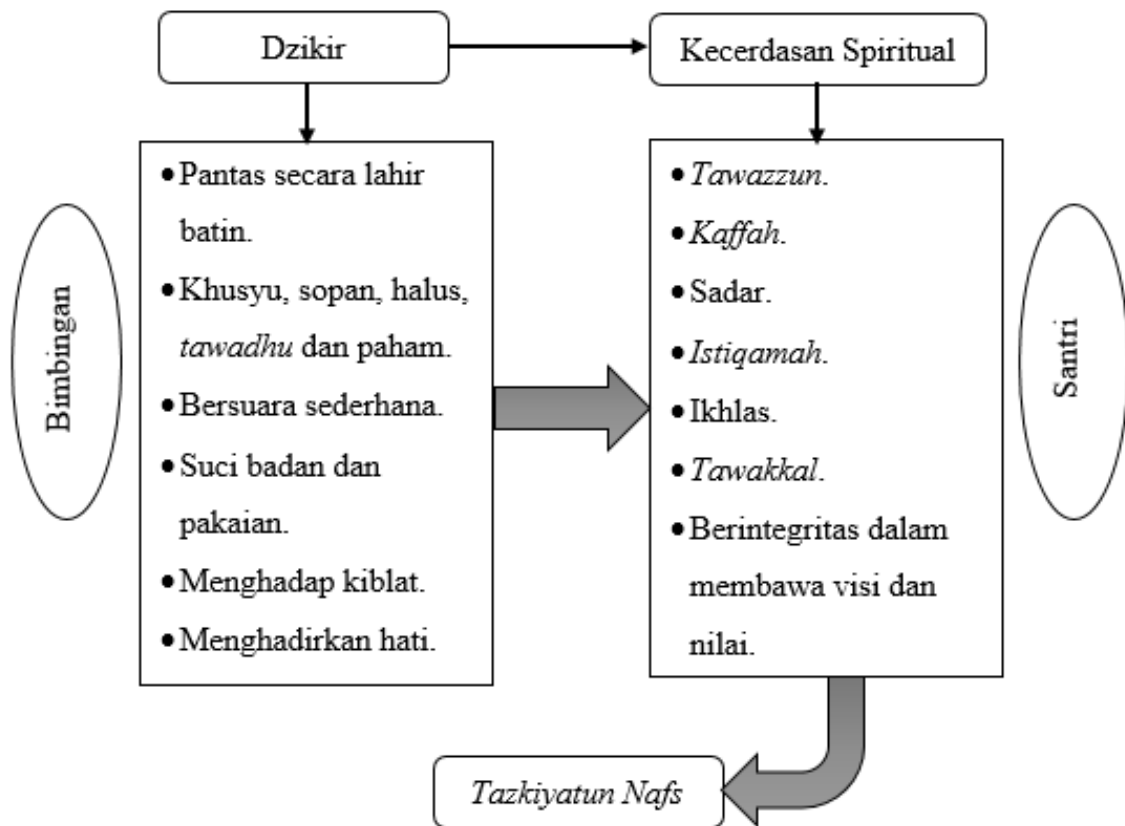 Dzikir
Kecerdasan Spiritual
Bimbingan
• Pantas secara lahir
batin.
• Khusyu, sopan, halus,
tawadhu dan paham.
• Bersuara sederhana.
• Suci badan dan
pakaian.
• Menghadap kiblat.
• Menghadirkan hati.
• Tawazzun.
• Kaffah.
• Sadar.
• Istiqamah.
• Ikhlas.
• Tawakkal.
• Berintegritas dalam
membawa visi dan
nilai.
Santri
Tazkiyatun Nafs